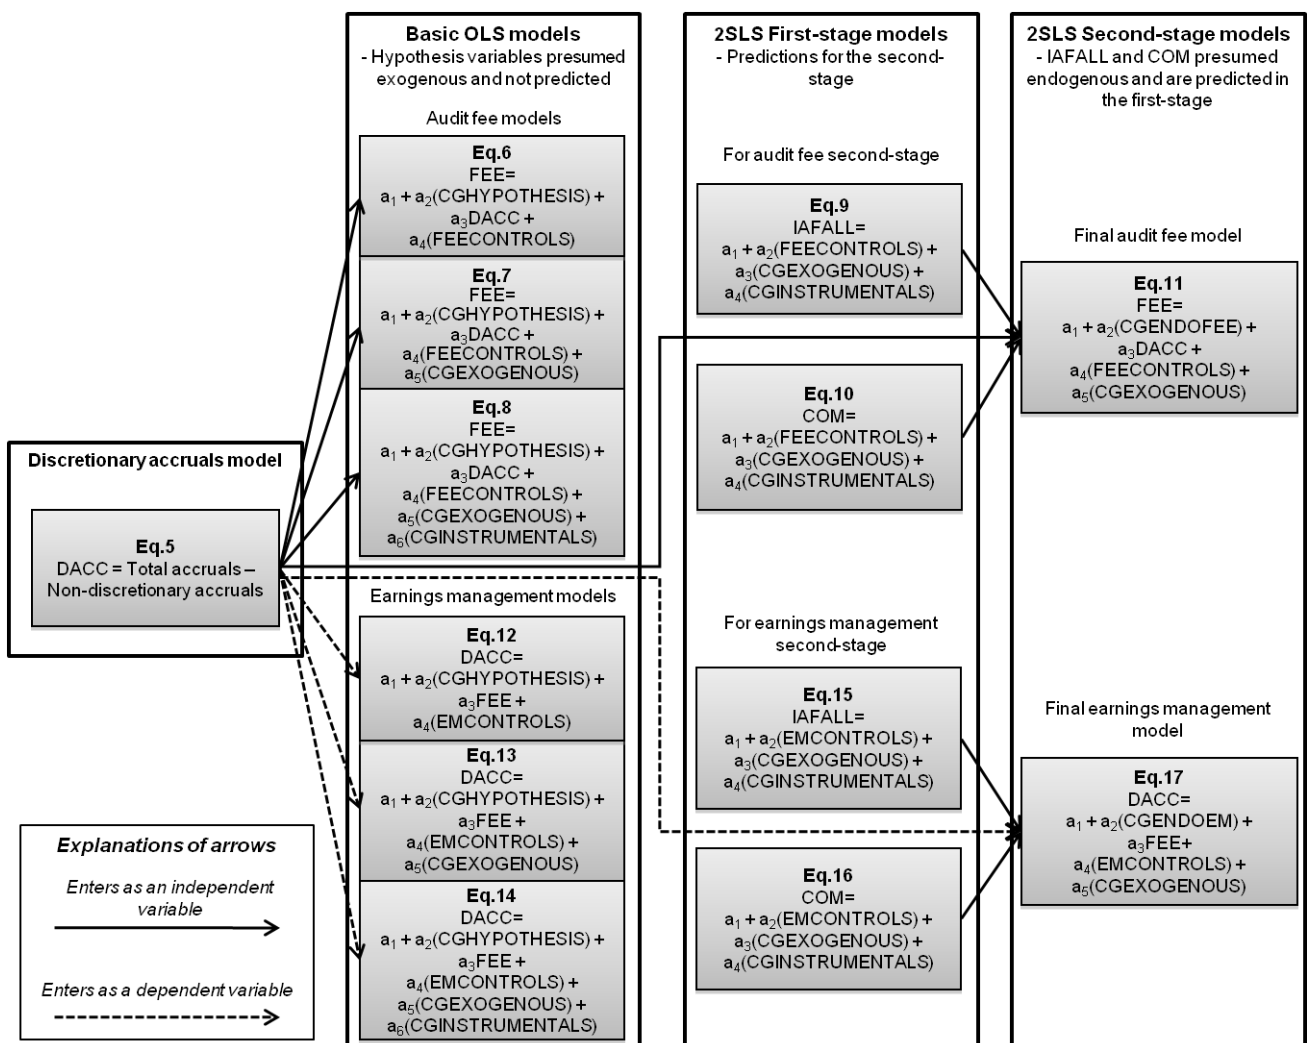 Discretionary accruals model
Eq.5
DACC = Total accruals –
Non-discretionary accruals
Explanations of arrows
Enters as an independent
variable
Enters as a dependent variable
Basic OLS models
- Hypothesis variables presumed
exogenous and not predicted
Audit fee models
Eq.6
FEE=
a₁ + a₂(CGHYPOTHESIS) +
a₃DACC +
a₄(FEECONTROLS)
Eq.7
FEE=
a₁ + a₂(CGHYPOTHESIS) +
a₃DACC +
a₄(FEECONTROLS) +
a₅(CGEXOGENOUS)
Eq.8
FEE=
a₁ + a₂(CGHYPOTHESIS) +
a₃DACC +
a₄(FEECONTROLS) +
a₅(CGEXOGENOUS) +
a₆(CGINSTRUMENTALS)
Earnings management models
Eq.12
DACC=
a₁ + a₂(CGHYPOTHESIS) +
a₃FEE +
a₄(EMCONTROLS)
Eq.13
DACC=
a₁ + a₂(CGHYPOTHESIS) +
a₃FEE +
a₄(EMCONTROLS) +
a₅(CGEXOGENOUS)
Eq.14
DACC=
a₁ + a₂(CGHYPOTHESIS) +
a₃FEE +
a₄(EMCONTROLS) +
a₅(CGEXOGENOUS) +
a₆(CGINSTRUMENTALS)
2SLS First-stage models
- Predictions for the second-
stage
For audit fee second-stage
Eq.9
IAFALL=
a₁ + a₂(FEECONTROLS) +
a₃(CGEXOGENOUS) +
a₄(CGINSTRUMENTALS)
Eq.10
COM=
a₁ + a₂(FEECONTROLS) +
a₃(CGEXOGENOUS) +
a₄(CGINSTRUMENTALS)
For earnings management
second-stage
Eq.15
IAFALL=
a₁ + a₂(EMCONTROLS) +
a₃(CGEXOGENOUS) +
a₄(CGINSTRUMENTALS)
Eq.16
COM=
a₁ + a₂(EMCONTROLS) +
a₃(CGEXOGENOUS) +
a₄(CGINSTRUMENTALS)
2SLS Second-stage models
- IAFALL and COM presumed
endogenous and are predicted in
the first-stage
Final audit fee model
Eq.11
FEE=
a₁ + a₂(CGENDOFEE) +
a₃DACC +
a₄(FEECONTROLS) +
a₅(CGEXOGENOUS)
Final earnings management
model
Eq.17
DACC=
a₁ + a₂(CGENDOEM) +
a₃FEE+
a₄(EMCONTROLS) +
a₅(CGEXOGENOUS)